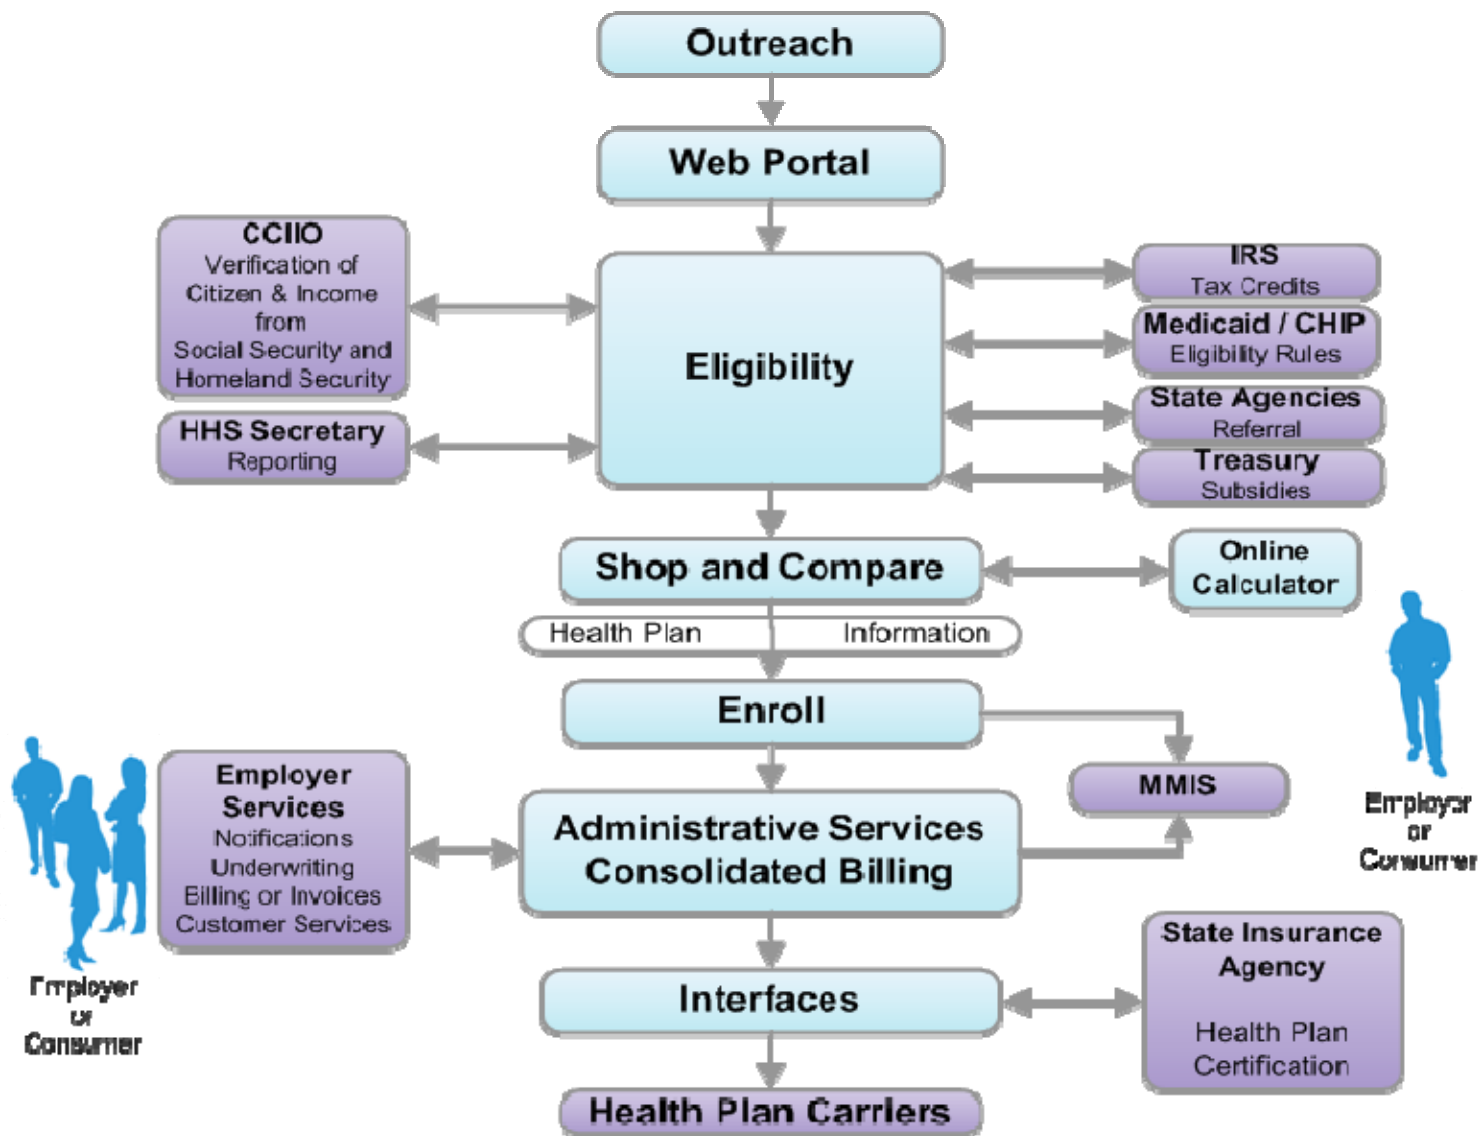 Outreach
Web Portal
CCIIO
Verification of
Citizen & Income
from
Social Security and
Homeland Security
HHS Secretary
Reporting
Eligibility
IRS
Tax Credits
Medicaid / CHIP
Eligibility Rules
State Agencies
Referral
Treasury
Subsidies
Shop and Compare
Online
Calculator
Health Plan Information
Enroll
MMIS
Employer
or
Consumer
Employer
Services
Notifications
Underwriting
Billing or Invoices
Customer Services
Employer
or
Consumer
Administrative Services
Consolidated Billing
State Insurance
Agency
Health Plan
Certification
Interfaces
Health Plan Carriers